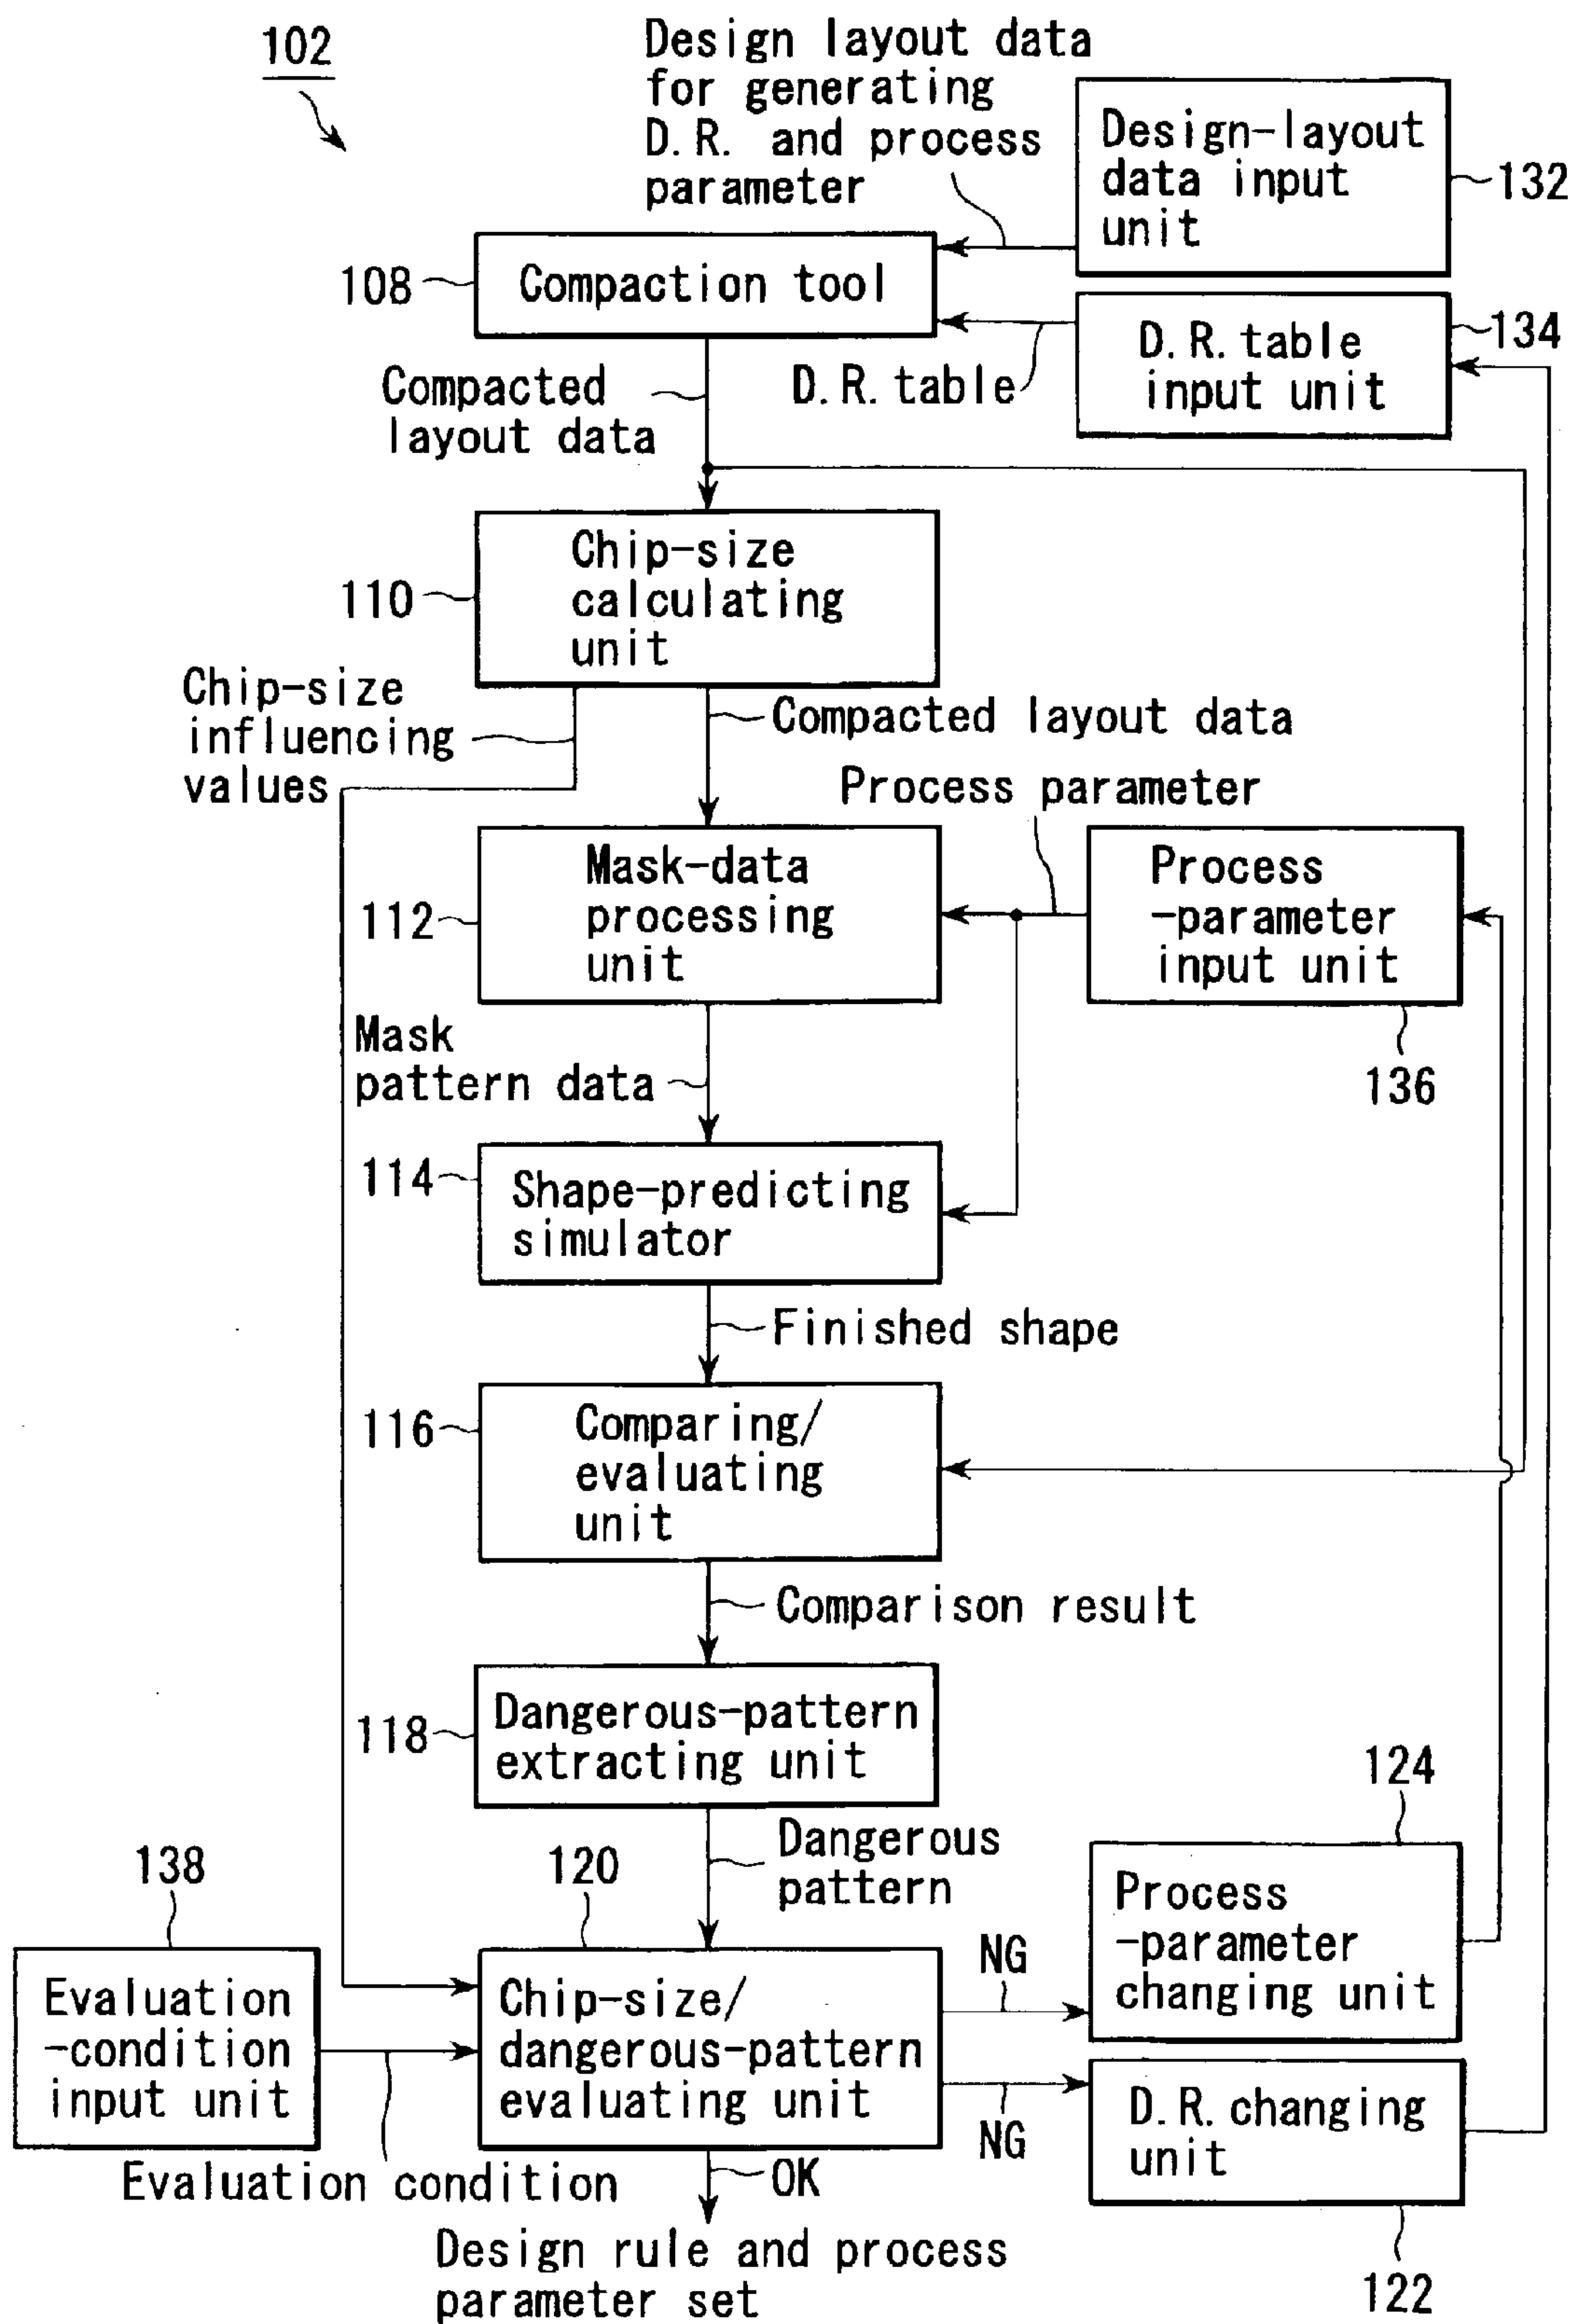 102
Design layout data
for generating
D.R. and process
parameter
Design-layout
data input
unit
132
108
Compaction tool
D.R. table
input unit
134
Compacted
layout data
D.R. table
Chip-size
calculating
unit
110
Chip-size
influencing
values
Compacted layout data
Process parameter
Mask-data
processing
unit
112
Process
-parameter
input unit
136
Mask
pattern data
114
Shape-predicting
simulator
Finished shape
116
Comparing/
evaluating
unit
Comparison result
118
Dangerous-pattern
extracting unit
Dangerous
pattern
124
Process
-parameter
changing unit
138
120
Evaluation
-condition
input unit
Chip-size/
dangerous-pattern
evaluating unit
NG
NG
D.R. changing
unit
122
Evaluation condition
OK
Design rule and process
parameter set